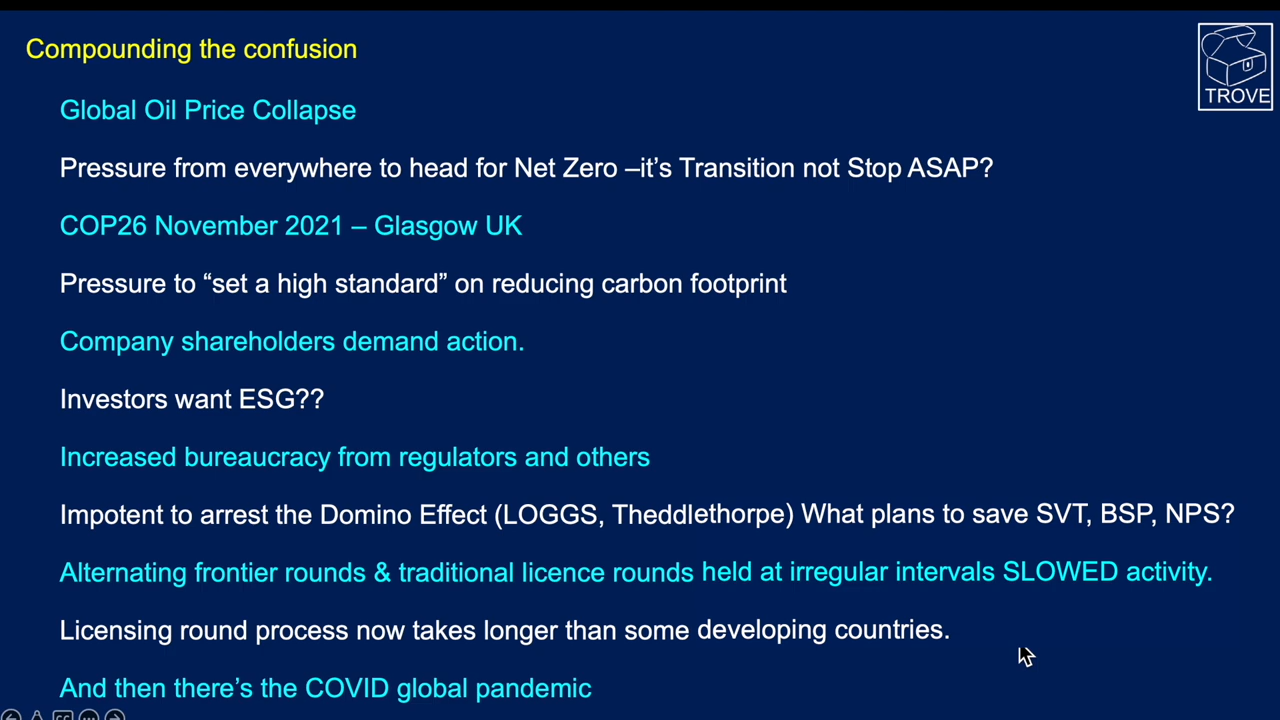 Compounding the confusion
TROVE
Global Oil Price Collapse
Pressure from everywhere to head for Net Zero –it's Transition not Stop ASAP?
COP26 November 2021 – Glasgow UK
Pressure to “set a high standard” on reducing carbon footprint
Company shareholders demand action.
Investors want ESG??
Increased bureaucracy from regulators and others
Impotent to arrest the Domino Effect (LOGGS, Theddlethorpe) What plans to save SVT, BSP, NPS?
Alternating frontier rounds & traditional licence rounds held at irregular intervals SLOWED activity.
Licensing round process now takes longer than some developing countries.
And then there’s the COVID global pandemic